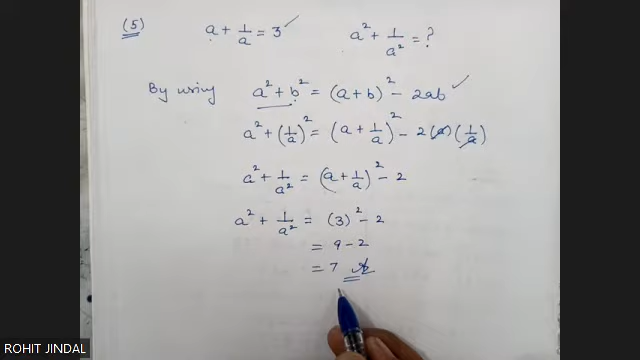 (5) a + 1/a = 3 ✓ a² + 1/a² = ?
By using a² + b² = (a + b)² - 2ab ✓
a² + (1/a)² = (a + 1/a)² - 2 (a) (1/a)
a² + 1/a² = (a + 1/a)² - 2
a² + 1/a² = (3)² - 2
= 9 - 2
= 7
ROHIT JINDAL